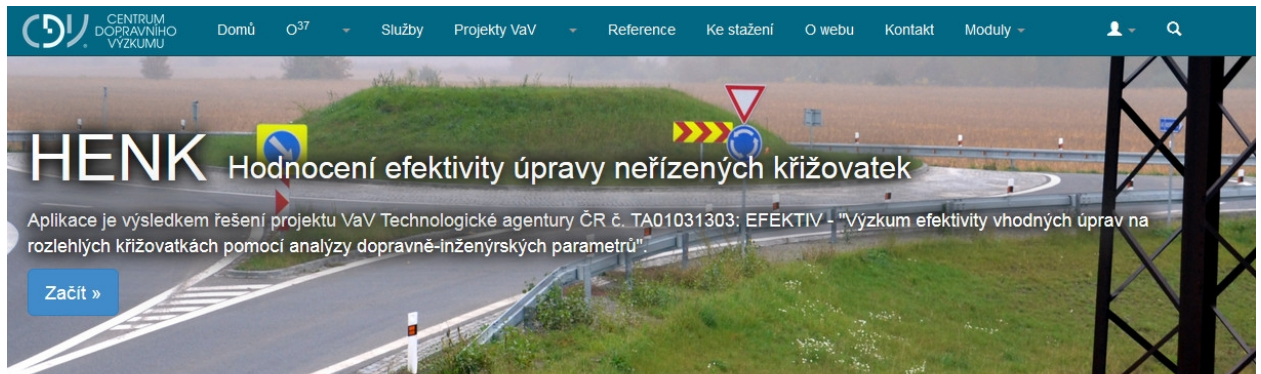 CENTRUM
DOPRAVNÍHO
VÝZKUMU
Domů O37 Služby Projekty VaV Reference Ke stažení O webu Kontakt Moduly
HENK Hodnocení efektivity úpravy neřízených křižovatek
Aplikace je výsledkem řešení projektu VaV Technologické agentury ČR č. TA01031303: EFEKTIV - "Výzkum efektivity vhodných úprav na
rozlehlých křižovatkách pomocí analýzy dopravně-inženýrských parametrů".
Začít »